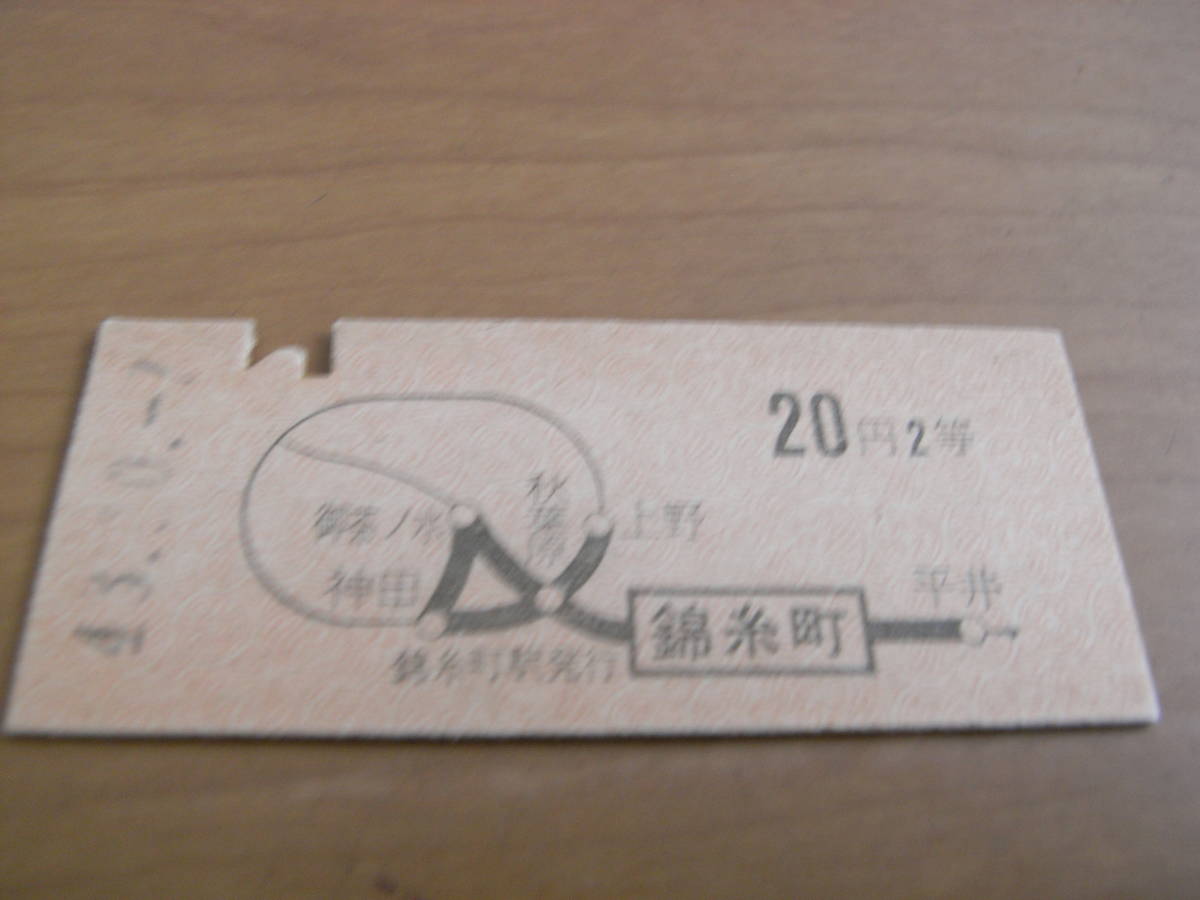 20円2等
秋葉原
御茶ノ水
上野
神田
平井
錦糸町
錦糸町駅発行